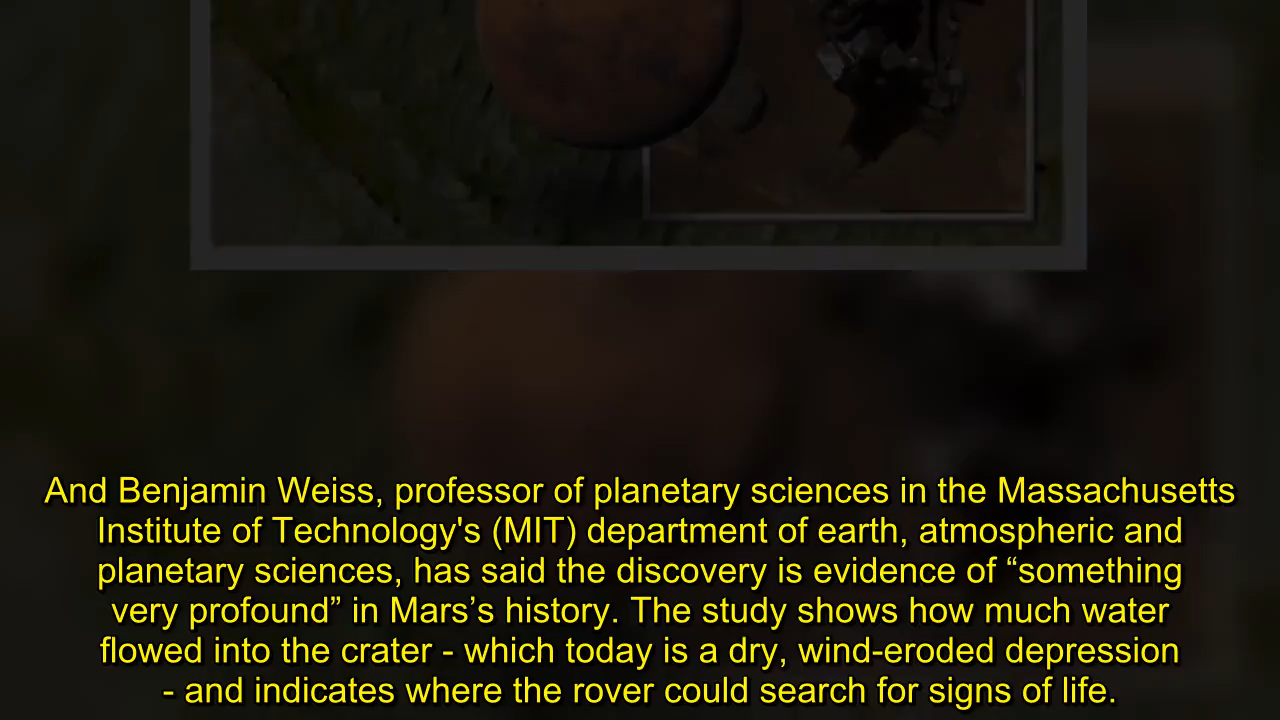 And Benjamin Weiss, professor of planetary sciences in the Massachusetts
Institute of Technology's (MIT) department of earth, atmospheric and
planetary sciences, has said the discovery is evidence of “something
very profound” in Mars’s history. The study shows how much water
flowed into the crater - which today is a dry, wind-eroded depression
- and indicates where the rover could search for signs of life.